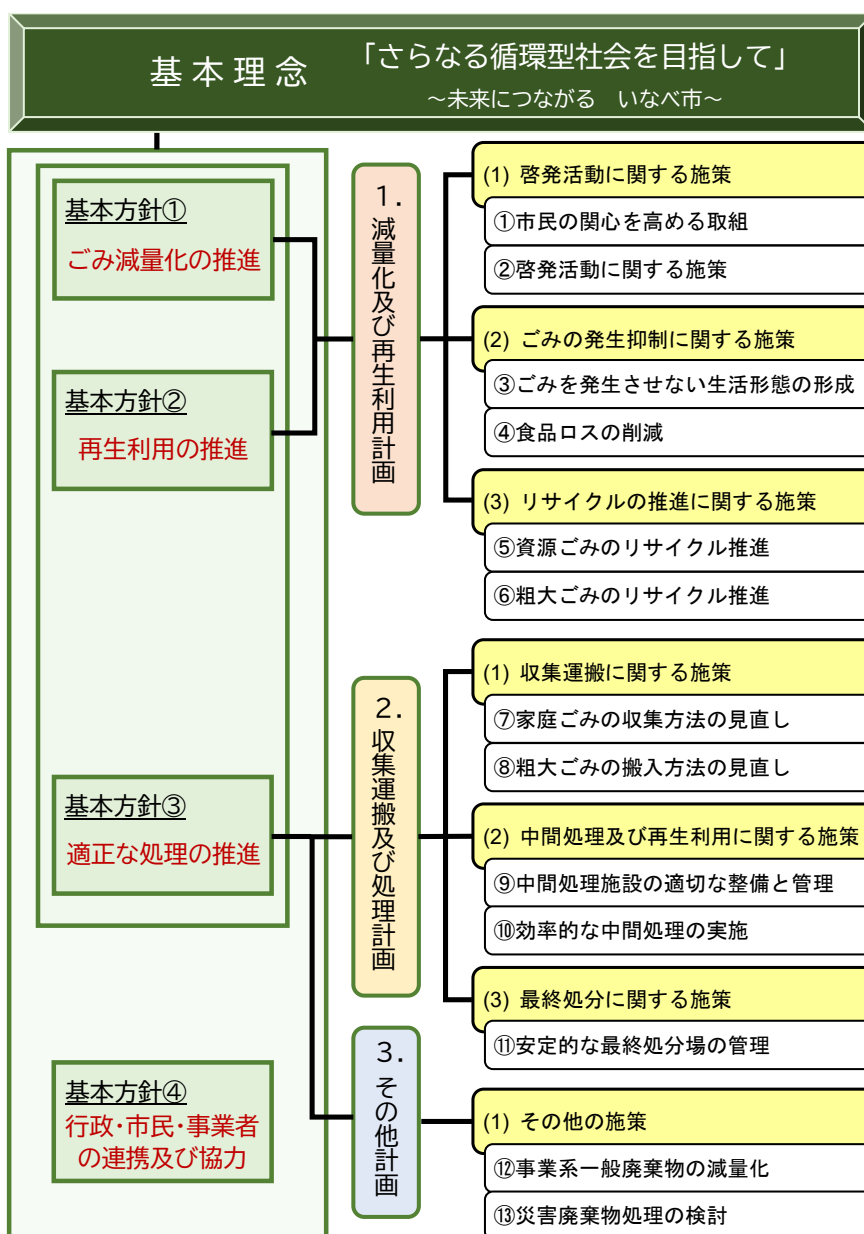 基本理念
「さらなる循環型社会を目指して」
～未来につながる　いなべ市～
基本方針①
ごみ減量化の推進
基本方針②
再生利用の推進
基本方針③
適正な処理の推進
基本方針④
行政・市民・事業者
の連携及び協力
1．減量化及び再生利用計画
(1) 啓発活動に関する施策
①市民の関心を高める取組
②啓発活動に関する施策
(2) ごみの発生抑制に関する施策
③ごみを発生させない生活形態の形成
④食品ロスの削減
(3) リサイクルの推進に関する施策
⑤資源ごみのリサイクル推進
⑥粗大ごみのリサイクル推進
2．収集運搬及び処理計画
(1) 収集運搬に関する施策
⑦家庭ごみの収集方法の見直し
⑧粗大ごみの搬入方法の見直し
(2) 中間処理及び再生利用に関する施策
⑨中間処理施設の適切な整備と管理
⑩効率的な中間処理の実施
(3) 最終処分に関する施策
⑪安定的な最終処分場の管理
3．その他計画
(1) その他の施策
⑫事業系一般廃棄物の減量化
⑬災害廃棄物処理の検討